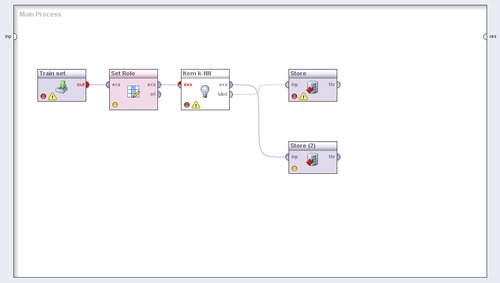 Main Process
inp
res
Train set
out
Set Role
exa
exa
ori
Item k-NN
exa
exa
Mod
Store
inp
thr
Store (2)
inp
thr